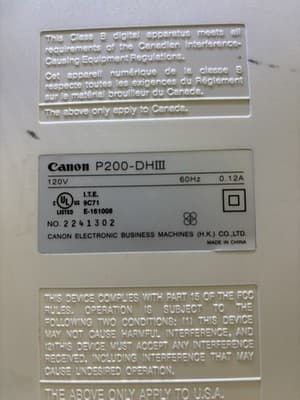 This Class B digital apparatus meets all
requirements of the Canadian Interference-
Causing Equipment Regulations.
Cet appareil numérique de la classe B
respecte toutes les exigences du Règlement
sur le matériel brouilleur du Canada.
The above only apply to Canada.
Canon P200-DHIII
120V 60Hz 0.12A
C UL US LISTED
I.T.E.
9C71
E-161008
NO. 2241302
CANON ELECTRONIC BUSINESS MACHINES (H.K.) CO.,LTD.
MADE IN CHINA
THIS DEVICE COMPLIES WITH PART 15 OF THE FCC
RULES. OPERATION IS SUBJECT TO THE
FOLLOWING TWO CONDITIONS: (1) THIS DEVICE
MAY NOT CAUSE HARMFUL INTERFERENCE, AND
(2)THIS DEVICE MUST ACCEPT ANY INTERFERENCE
RECEIVED, INCLUDING INTERFERENCE THAT MAY
CAUSE UNDESIRED OPERATION.
THE ABOVE ONLY APPLY TO U.S.A.